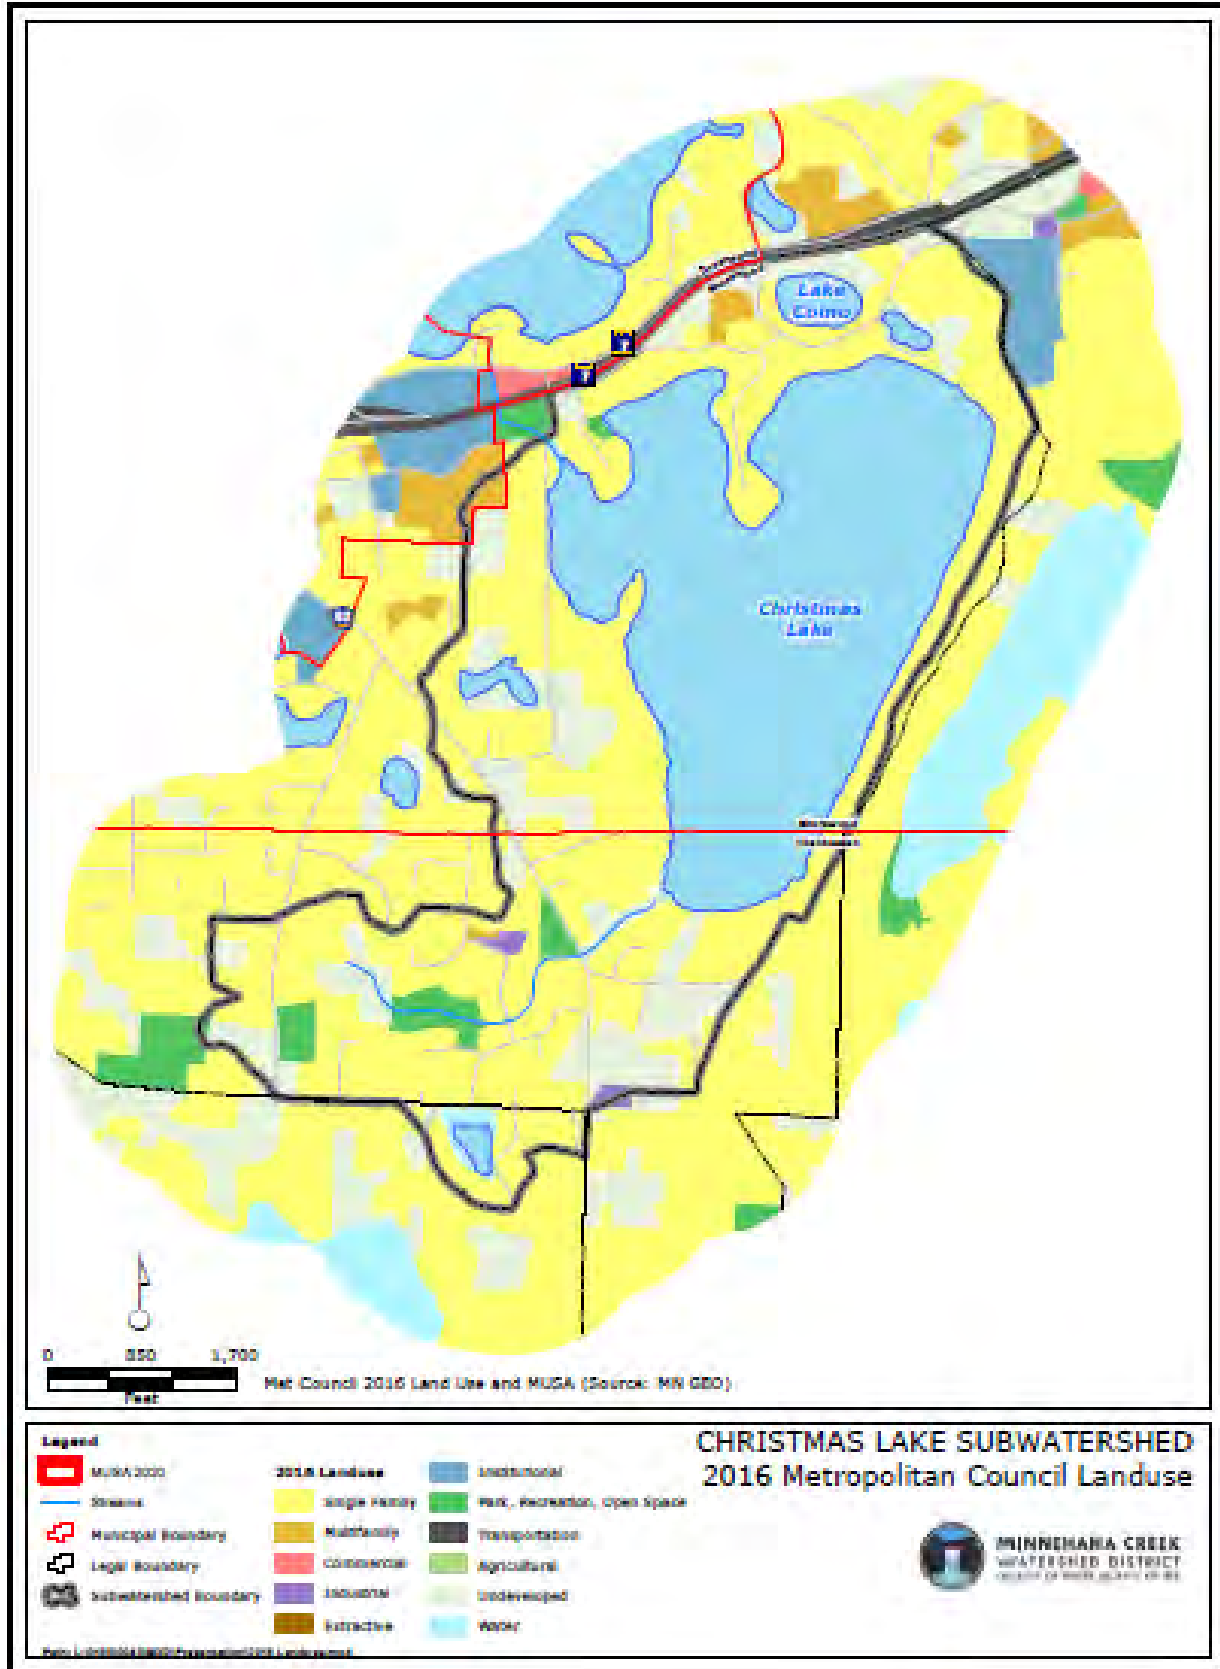 Lake
Como
7
7
Christmas
Lake
0 850 1,700
Feet
Met Council 2016 Land Use and MUSA (Source: MN GEO)
Legend
MUSA 2020
Streams
Municipal Boundary
Legal Boundary
Subwatershed Boundary
2016 Landuse
Single Family
Multifamily
Commercial
Industrial
Extractive
Institutional
Park, Recreation, Open Space
Transportation
Agricultural
Undeveloped
Water
CHRISTMAS LAKE SUBWATERSHED
2016 Metropolitan Council Landuse
MINNEHAHA CREEK
WATERSHED DISTRICT